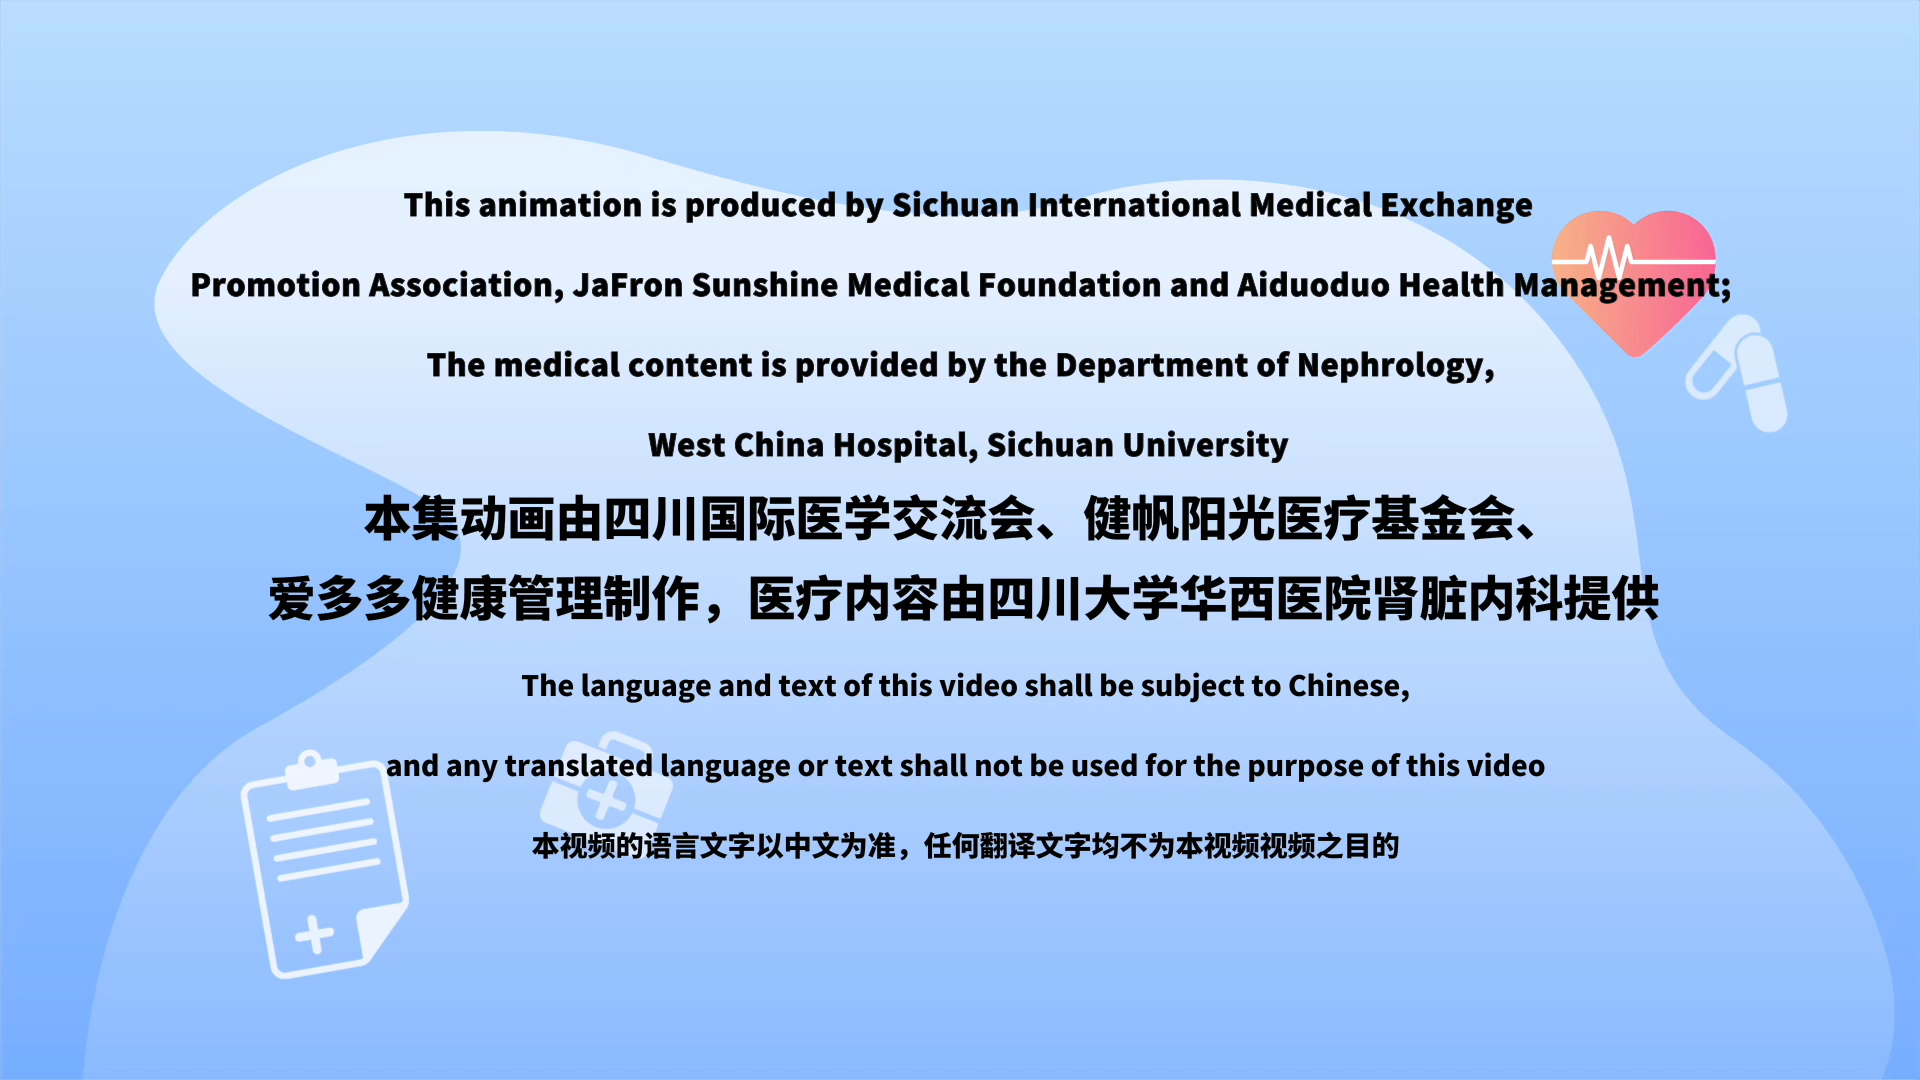 This animation is produced by Sichuan International Medical Exchange
Promotion Association, JaFron Sunshine Medical Foundation and Aiduoduo Health Management;
The medical content is provided by the Department of Nephrology,
West China Hospital, Sichuan University
本集动画由四川国际医学交流会、健帆阳光医疗基金会、
爱多多健康管理制作，医疗内容由四川大学华西医院肾脏内科提供
The language and text of this video shall be subject to Chinese,
and any translated language or text shall not be used for the purpose of this video
本视频的语言文字以中文为准，任何翻译文字均不为本视频视频之目的